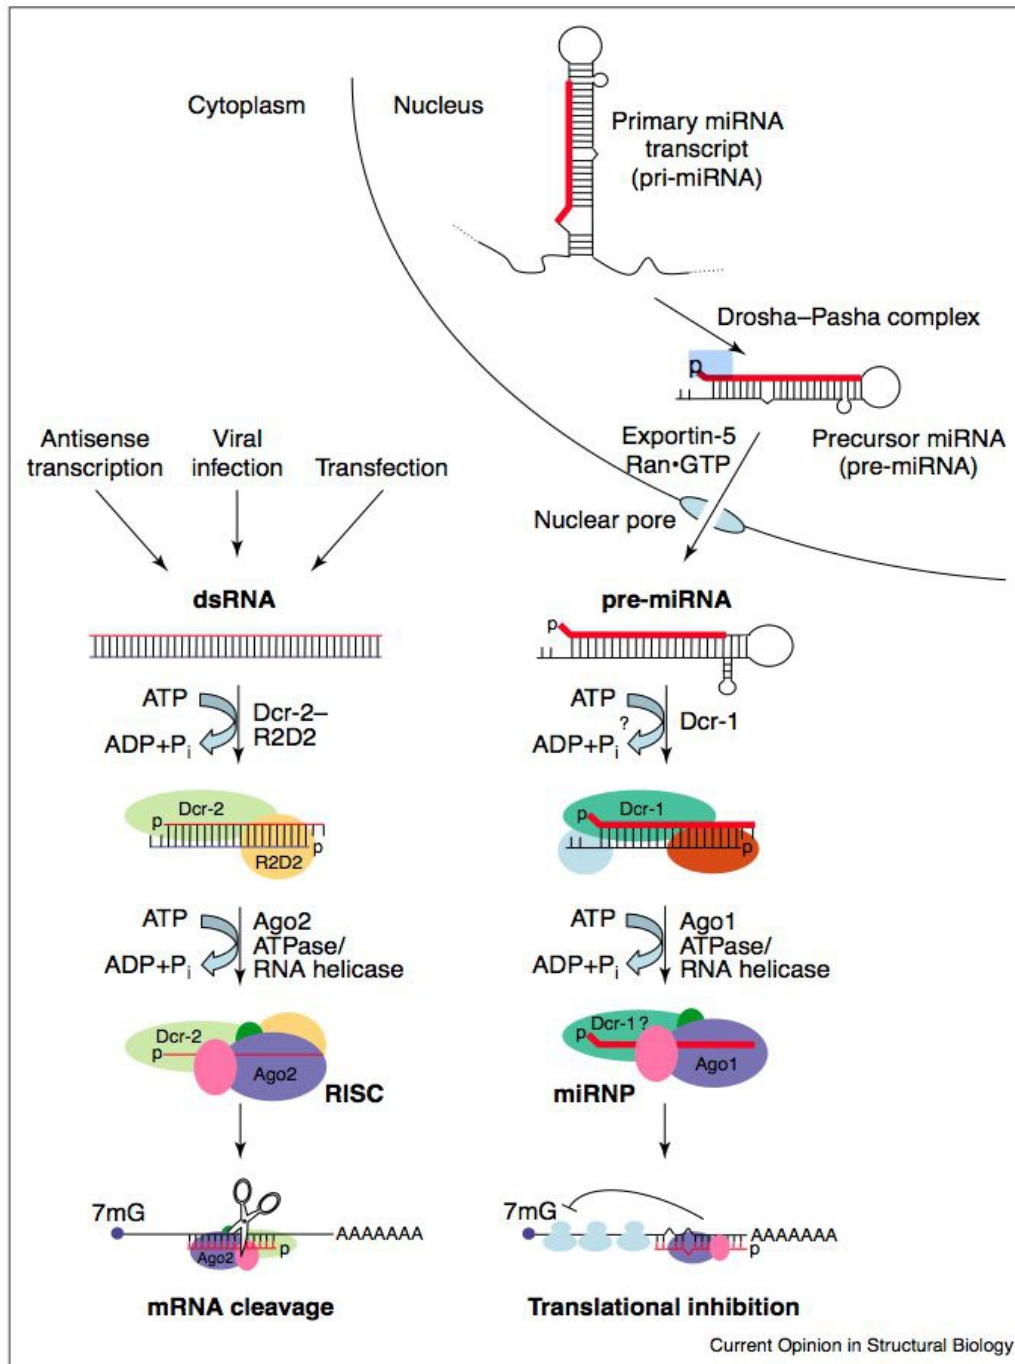 Cytoplasm
Nucleus
Primary miRNA
transcript
(pri-miRNA)
Drosha–Pasha complex
p
Precursor miRNA
(pre-miRNA)
Exportin-5
Ran•GTP
Nuclear pore
Antisense
transcription
Viral
infection
Transfection
dsRNA
ATP
ADP+Pi
Dcr-2–
R2D2
Dcr-2
p
p
R2D2
ATP
ADP+Pi
Ago2
ATPase/
RNA helicase
Dcr-2
p
Ago2
RISC
7mG
AAAAAAA
Ago2
p
mRNA cleavage
pre-miRNA
p
ATP
?
ADP+Pi
Dcr-1
Dcr-1
p
p
ATP
ADP+Pi
Ago1
ATPase/
RNA helicase
Dcr-1?
p
Ago1
miRNP
7mG
AAAAAAA
p
Translational inhibition
Current Opinion in Structural Biology